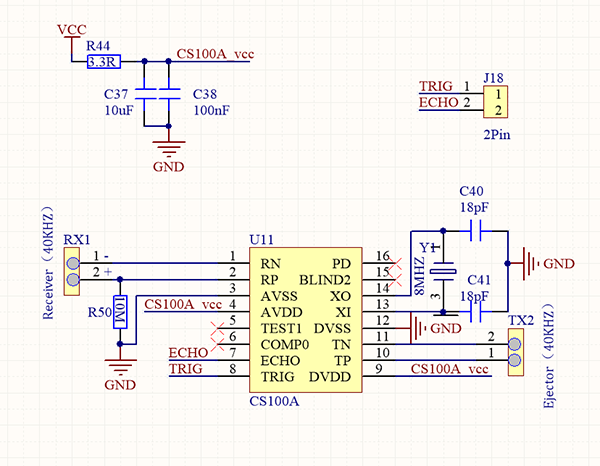 VCC
R44
3.3R
CS100A_vcc
C37
10uF
C38
100nF
GND
TRIG 1
ECHO 2
J18
1
2
2Pin
C40
18pF
Y1
1
8MHZ
3
GND
C41
18pF
Receiver（40KHZ）
RX1
1 -
2 +
R50
10M
GND
CS100A_vcc
ECHO
TRIG
U11
1 RN PD 16
2 RP BLIND2 15
3 AVSS XO 14
4 AVDD XI 13
5 TEST1 DVSS 12
6 COMP0 TN 11
7 ECHO TP 10
8 TRIG DVDD 9
CS100A
GND
CS100A_vcc
TX2
2
1
Ejector（40KHZ）